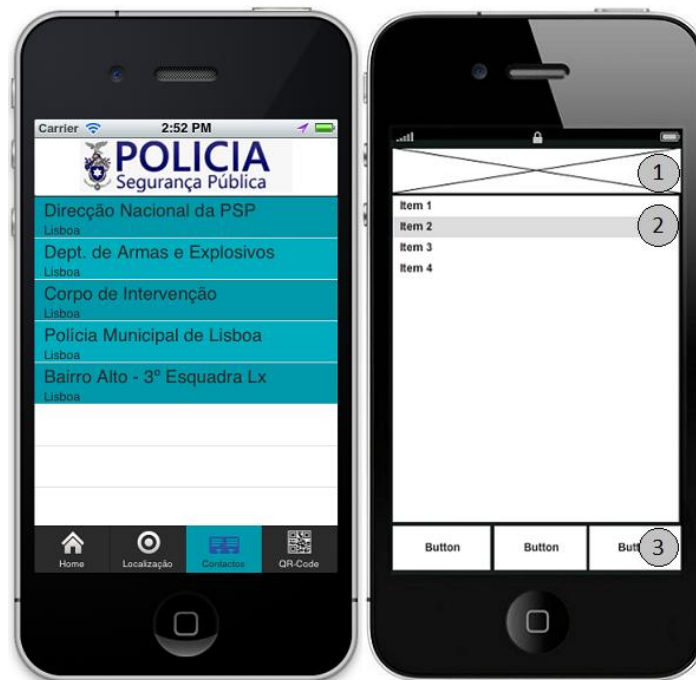 Carrier 2:52 PM
POLICIA
Segurança Pública
Direcção Nacional da PSP
Lisboa
Dept. de Armas e Explosivos
Lisboa
Corpo de Intervenção
Lisboa
Polícia Municipal de Lisboa
Lisboa
Bairro Alto - 3º Esquadra Lx
Lisboa
Home Localização Contactos QR-Code
1
Item 1
Item 2
2
Item 3
Item 4
Button Button But
3